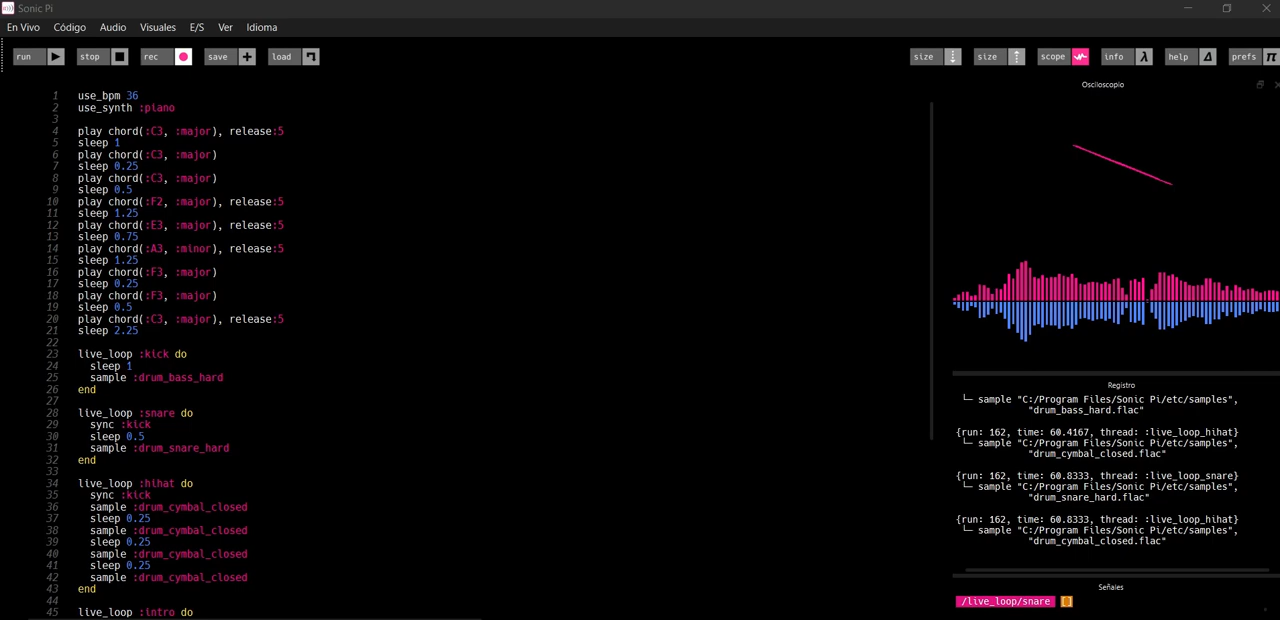 Sonic Pi
En Vivo Código Audio Visuales E/S Ver Idioma
run stop rec save load size size scope info help prefs
Osciloscopio
1 use_bpm 36
2 use_synth :piano
3
4 play chord(:C3, :major), release:5
5 sleep 1
6 play chord(:C3, :major)
7 sleep 0.25
8 play chord(:C3, :major)
9 sleep 0.5
10 play chord(:F2, :major), release:5
11 sleep 1.25
12 play chord(:E3, :major), release:5
13 sleep 0.75
14 play chord(:A3, :minor), release:5
15 sleep 1.25
16 play chord(:F3, :major)
17 sleep 0.25
18 play chord(:F3, :major)
19 sleep 0.5
20 play chord(:C3, :major), release:5
21 sleep 2.25
22
23 live_loop :kick do
24 sleep 1
25 sample :drum_bass_hard
26 end
27
28 live_loop :snare do
29 sync :kick
30 sleep 0.5
31 sample :drum_snare_hard
32 end
33
34 live_loop :hihat do
35 sync :kick
36 sample :drum_cymbal_closed
37 sleep 0.25
38 sample :drum_cymbal_closed
39 sleep 0.25
40 sample :drum_cymbal_closed
41 sleep 0.25
42 sample :drum_cymbal_closed
43 end
44
45 live_loop :intro do
Registro
└─ sample "C:/Program Files/Sonic Pi/etc/samples",
"drum_bass_hard.flac"
{run: 162, time: 60.4167, thread: :live_loop_hihat}
└─ sample "C:/Program Files/Sonic Pi/etc/samples",
"drum_cymbal_closed.flac"
{run: 162, time: 60.8333, thread: :live_loop_snare}
└─ sample "C:/Program Files/Sonic Pi/etc/samples",
"drum_snare_hard.flac"
{run: 162, time: 60.8333, thread: :live_loop_hihat}
└─ sample "C:/Program Files/Sonic Pi/etc/samples",
"drum_cymbal_closed.flac"
Señales
/live_loop/snare []